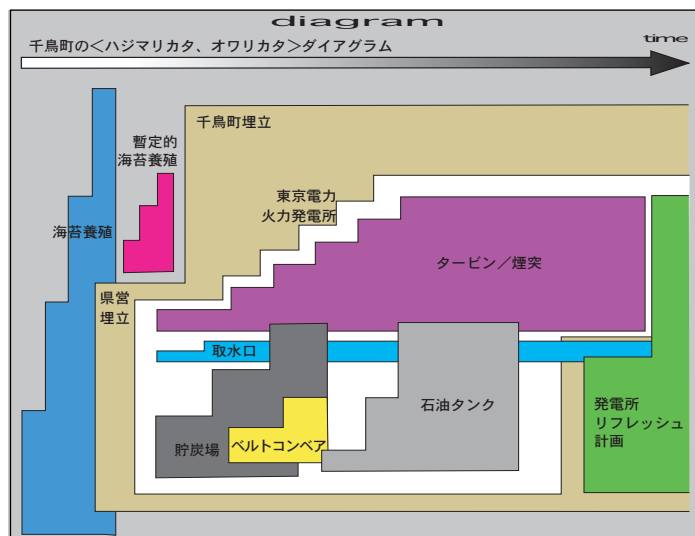 diagram
千鳥町の＜ハジマリカタ、オワリカタ＞ダイアグラム
time
千鳥町埋立
暫定的
海苔養殖
東京電力
火力発電所
海苔養殖
タービン／煙突
県営
埋立
取水口
石油タンク
発電所
リフレッシュ
計画
貯炭場
ベルトコンベア